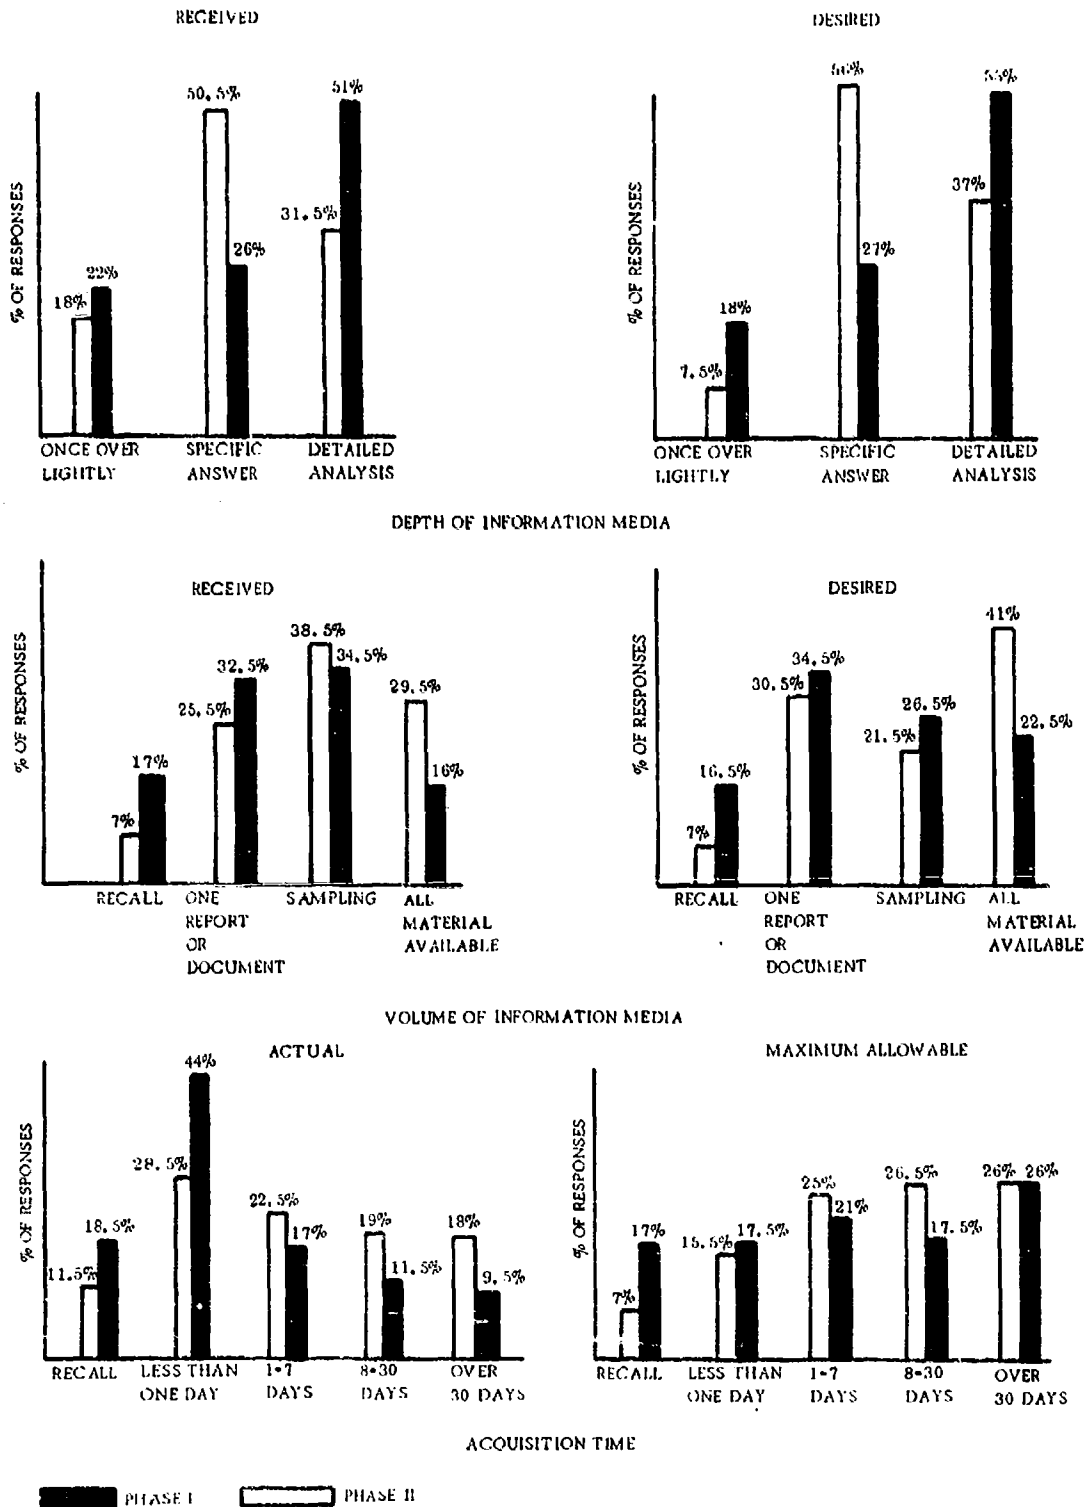 RECEIVED
DESIRED
% OF RESPONSES
18%
22%
50.5%
26%
31.5%
51%
ONCE OVER
LIGHTLY
SPECIFIC
ANSWER
DETAILED
ANALYSIS
% OF RESPONSES
7.5%
18%
27%
37%
55%
ONCE OVER
LIGHTLY
SPECIFIC
ANSWER
DETAILED
ANALYSIS
DEPTH OF INFORMATION MEDIA
RECEIVED
% OF RESPONSES
7%
17%
25.5%
32.5%
38.5%
34.5%
29.5%
16%
RECALL
ONE
REPORT
OR
DOCUMENT
SAMPLING
ALL
MATERIAL
AVAILABLE
DESIRED
% OF RESPONSES
7%
16.5%
30.5%
34.5%
21.5%
26.5%
41%
22.5%
RECALL
ONE
REPORT
OR
DOCUMENT
SAMPLING
ALL
MATERIAL
AVAILABLE
VOLUME OF INFORMATION MEDIA
ACTUAL
% OF RESPONSES
11.5%
18.5%
28.5%
44%
22.5%
17%
19%
11.5%
18%
9.5%
RECALL
LESS THAN
ONE DAY
1-7
DAYS
8-30
DAYS
OVER
30 DAYS
MAXIMUM ALLOWABLE
% OF RESPONSES
7%
17%
15.5%
17.5%
25%
21%
26.5%
17.5%
26%
26%
RECALL
LESS THAN
ONE DAY
1-7
DAYS
8-30
DAYS
OVER
30 DAYS
ACQUISITION TIME
PHASE I
PHASE II